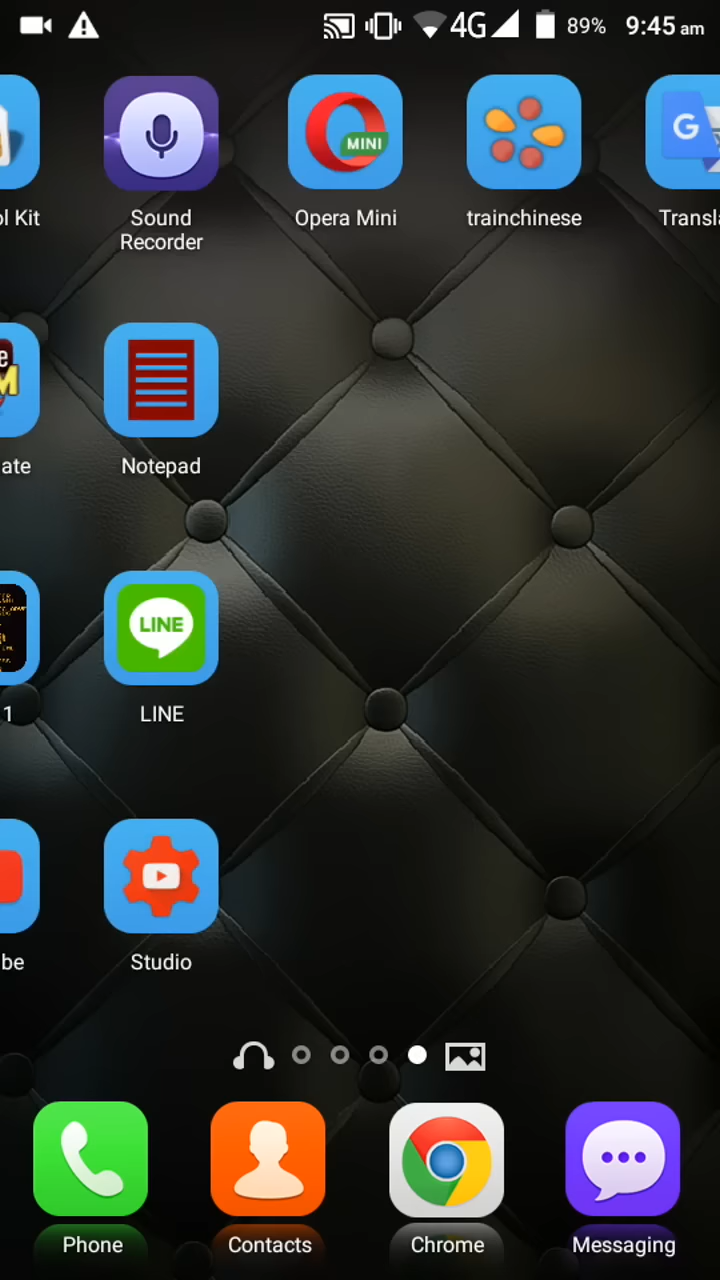 4G 89% 9:45 am
MINI
G
ol Kit
Sound
Recorder
Opera Mini
trainchinese
Transla
e
M
ate
Notepad
LINE
1
LINE
be
Studio
Phone
Contacts
Chrome
Messaging